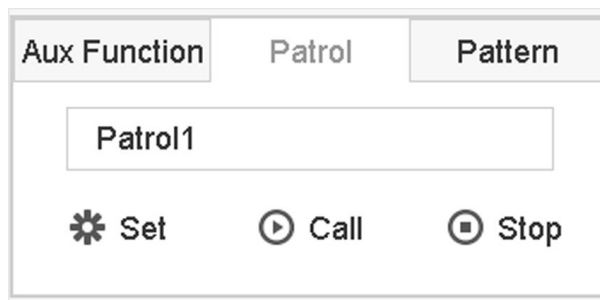 Aux Function Patrol Pattern
Patrol1
Set Call Stop